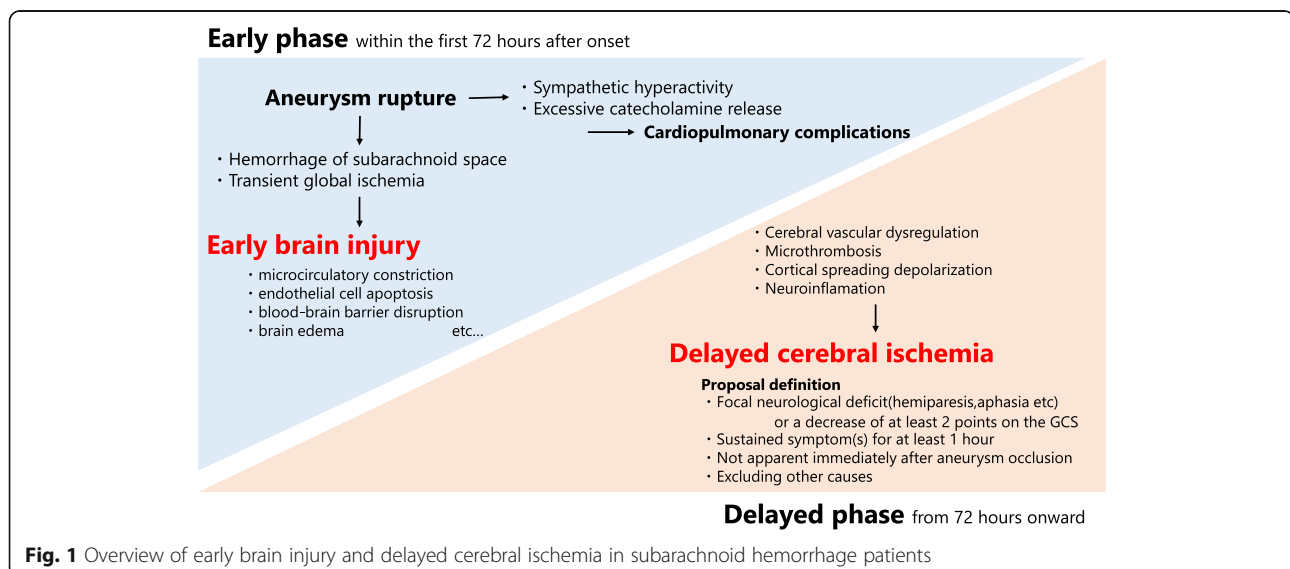 Early phase within the first 72 hours after onset
Aneurysm rupture
・Sympathetic hyperactivity
・Excessive catecholamine release
Cardiopulmonary complications
・Hemorrhage of subarachnoid space
・Transient global ischemia
Early brain injury
・microcirculatory constriction
・endothelial cell apoptosis
・blood-brain barrier disruption
・brain edema etc...
・Cerebral vascular dysregulation
・Microthrombosis
・Cortical spreading depolarization
・Neuroinflamation
Delayed cerebral ischemia
Proposal definition
・Focal neurological deficit(hemiparesis,aphasia etc)
or a decrease of at least 2 points on the GCS
・Sustained symptom(s) for at least 1 hour
・Not apparent immediately after aneurysm occlusion
・Excluding other causes
Delayed phase from 72 hours onward
Fig. 1 Overview of early brain injury and delayed cerebral ischemia in subarachnoid hemorrhage patients